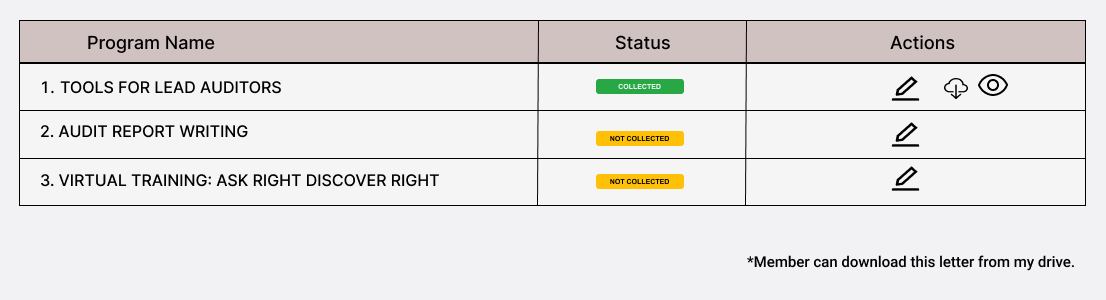 Program Name Status Actions
1. TOOLS FOR LEAD AUDITORS COLLECTED
2. AUDIT REPORT WRITING NOT COLLECTED
3. VIRTUAL TRAINING: ASK RIGHT DISCOVER RIGHT NOT COLLECTED
*Member can download this letter from my drive.